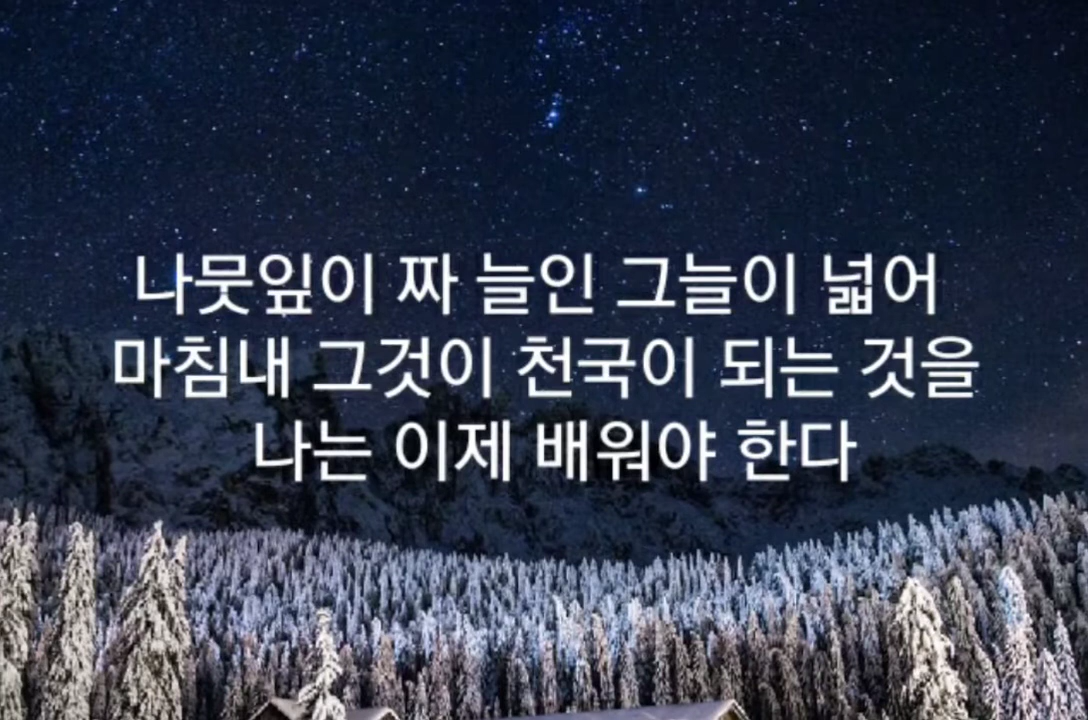 나뭇잎이 짜 늘인 그늘이 넓어
마침내 그것이 천국이 되는 것을
나는 이제 배워야 한다